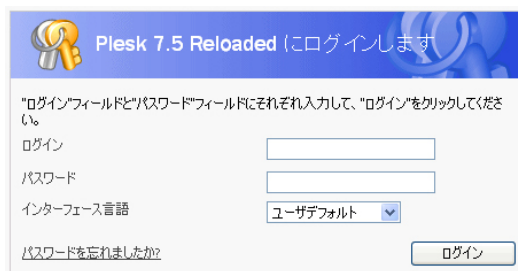 Plesk 7.5 Reloaded にログインします
"ログイン"フィールドと"パスワード"フィールドにそれぞれ入力して、"ログイン"をクリックしてくださ
い。
ログイン
パスワード
インターフェース言語
ユーザデフォルト
パスワードを忘れましたか?
ログイン